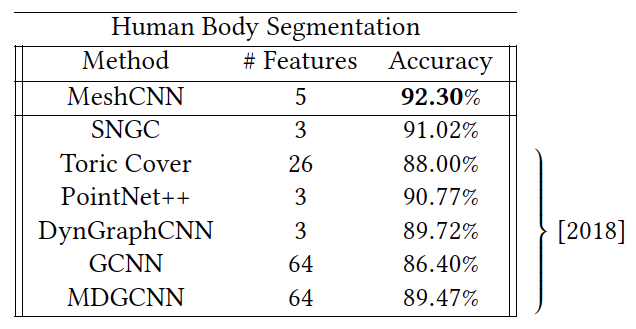 Human Body Segmentation
Method # Features Accuracy
MeshCNN 5 92.30%
SNGC 3 91.02%
Toric Cover 26 88.00%
PointNet++ 3 90.77%
DynGraphCNN 3 89.72% [2018]
GCNN 64 86.40%
MDGCNN 64 89.47%